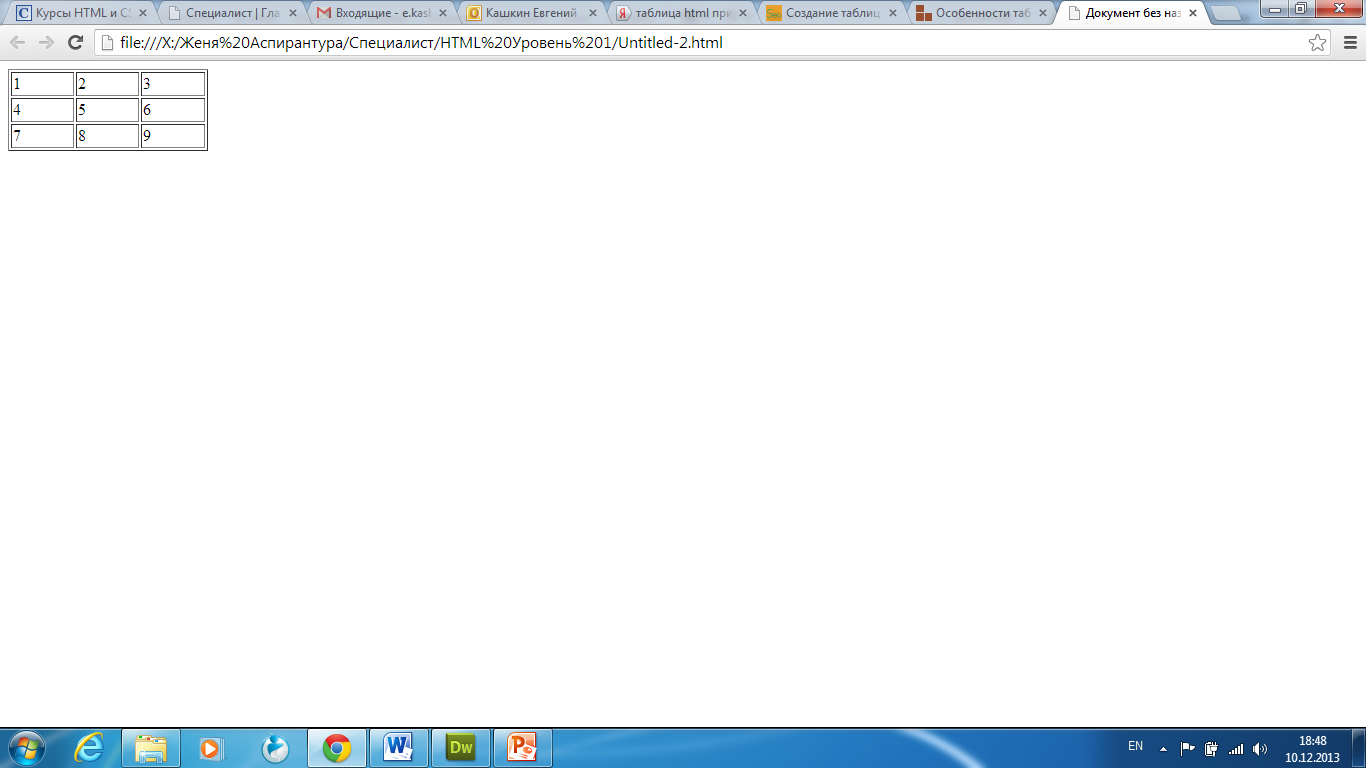 Курсы HTML и CS
Специалист | Гла
Входящие - e.kasl
Кашкин Евгений
таблица html при
Создание таблиц
Особенности таб
Документ без наз
file:///X:/Женя%20Аспирантура/Специалист/HTML%20Уровень%201/Untitled-2.html
1 2 3
4 5 6
7 8 9
EN
18:48
10.12.2013